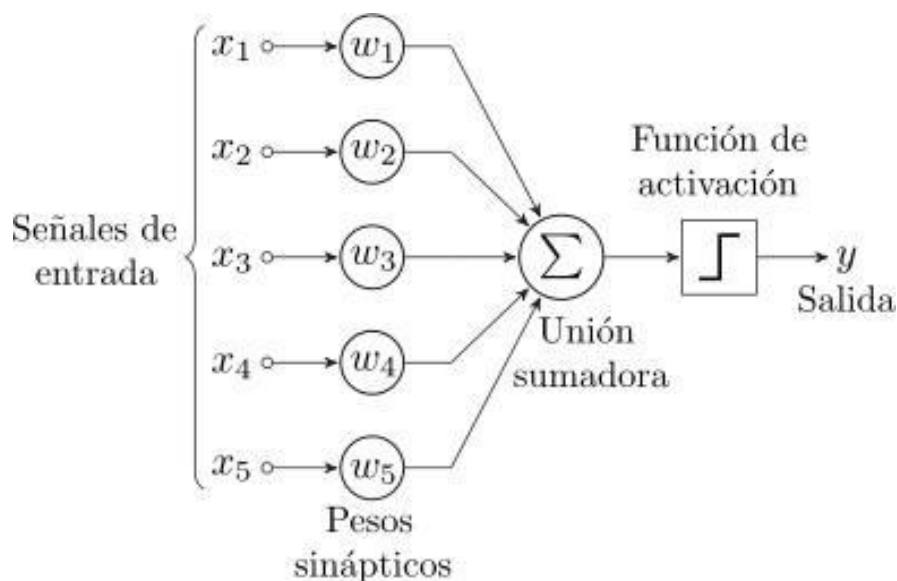 x₁ w₁
x₂ w₂
Función de
activación
Señales de
entrada
x₃ w₃ Σ y
Salida
Unión
sumadora
x₄ w₄
x₅ w₅
Pesos
sinápticos